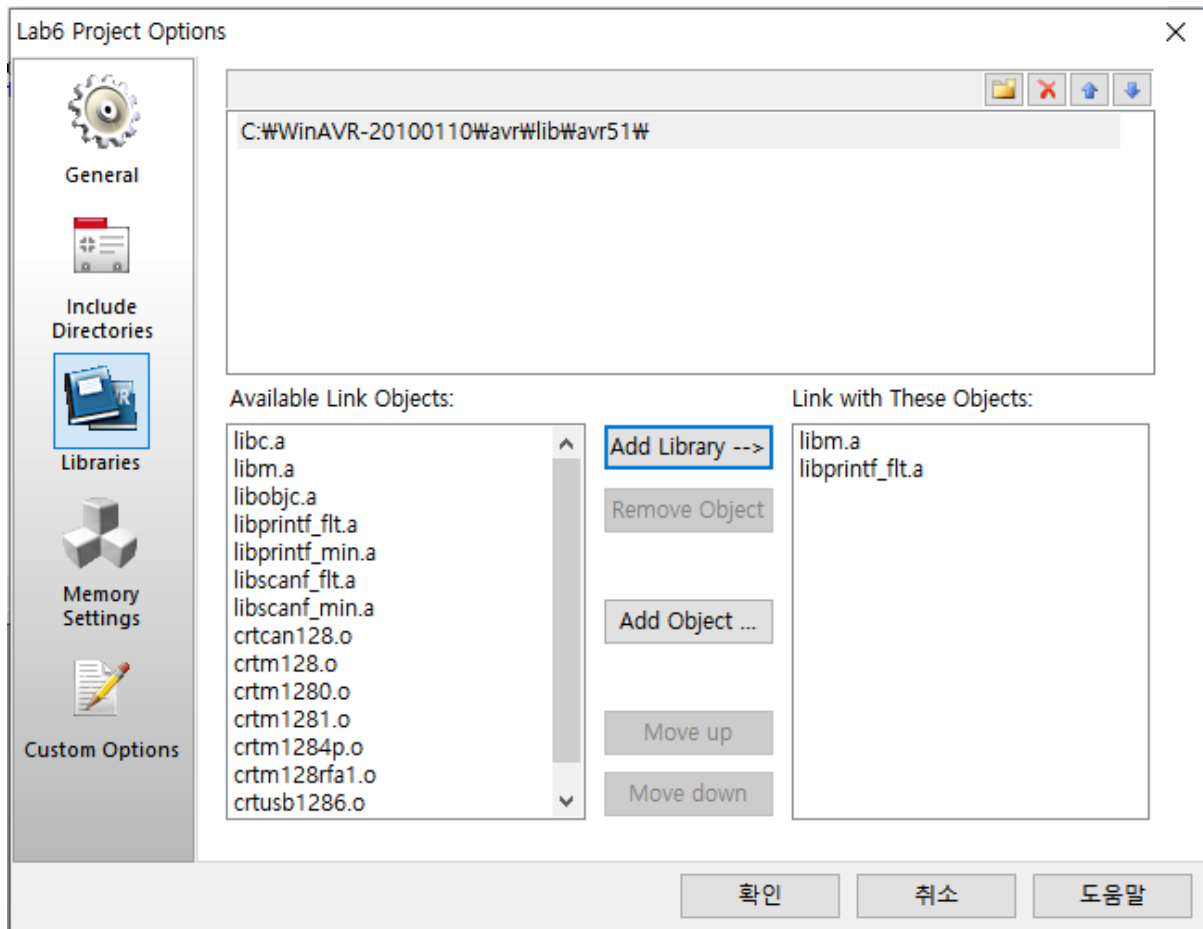 Lab6 Project Options
General
Include
Directories
Libraries
Memory
Settings
Custom Options
C:₩WinAVR-20100110₩avr₩lib₩avr51₩
Available Link Objects:
libc.a
libm.a
libobjc.a
libprintf_flt.a
libprintf_min.a
libscanf_flt.a
libscanf_min.a
crtcan128.o
crtm128.o
crtm1280.o
crtm1281.o
crtm1284p.o
crtm128rfa1.o
crtusb1286.o
Add Library -->
Remove Object
Add Object ...
Move up
Move down
Link with These Objects:
libm.a
libprintf_flt.a
확인
취소
도움말